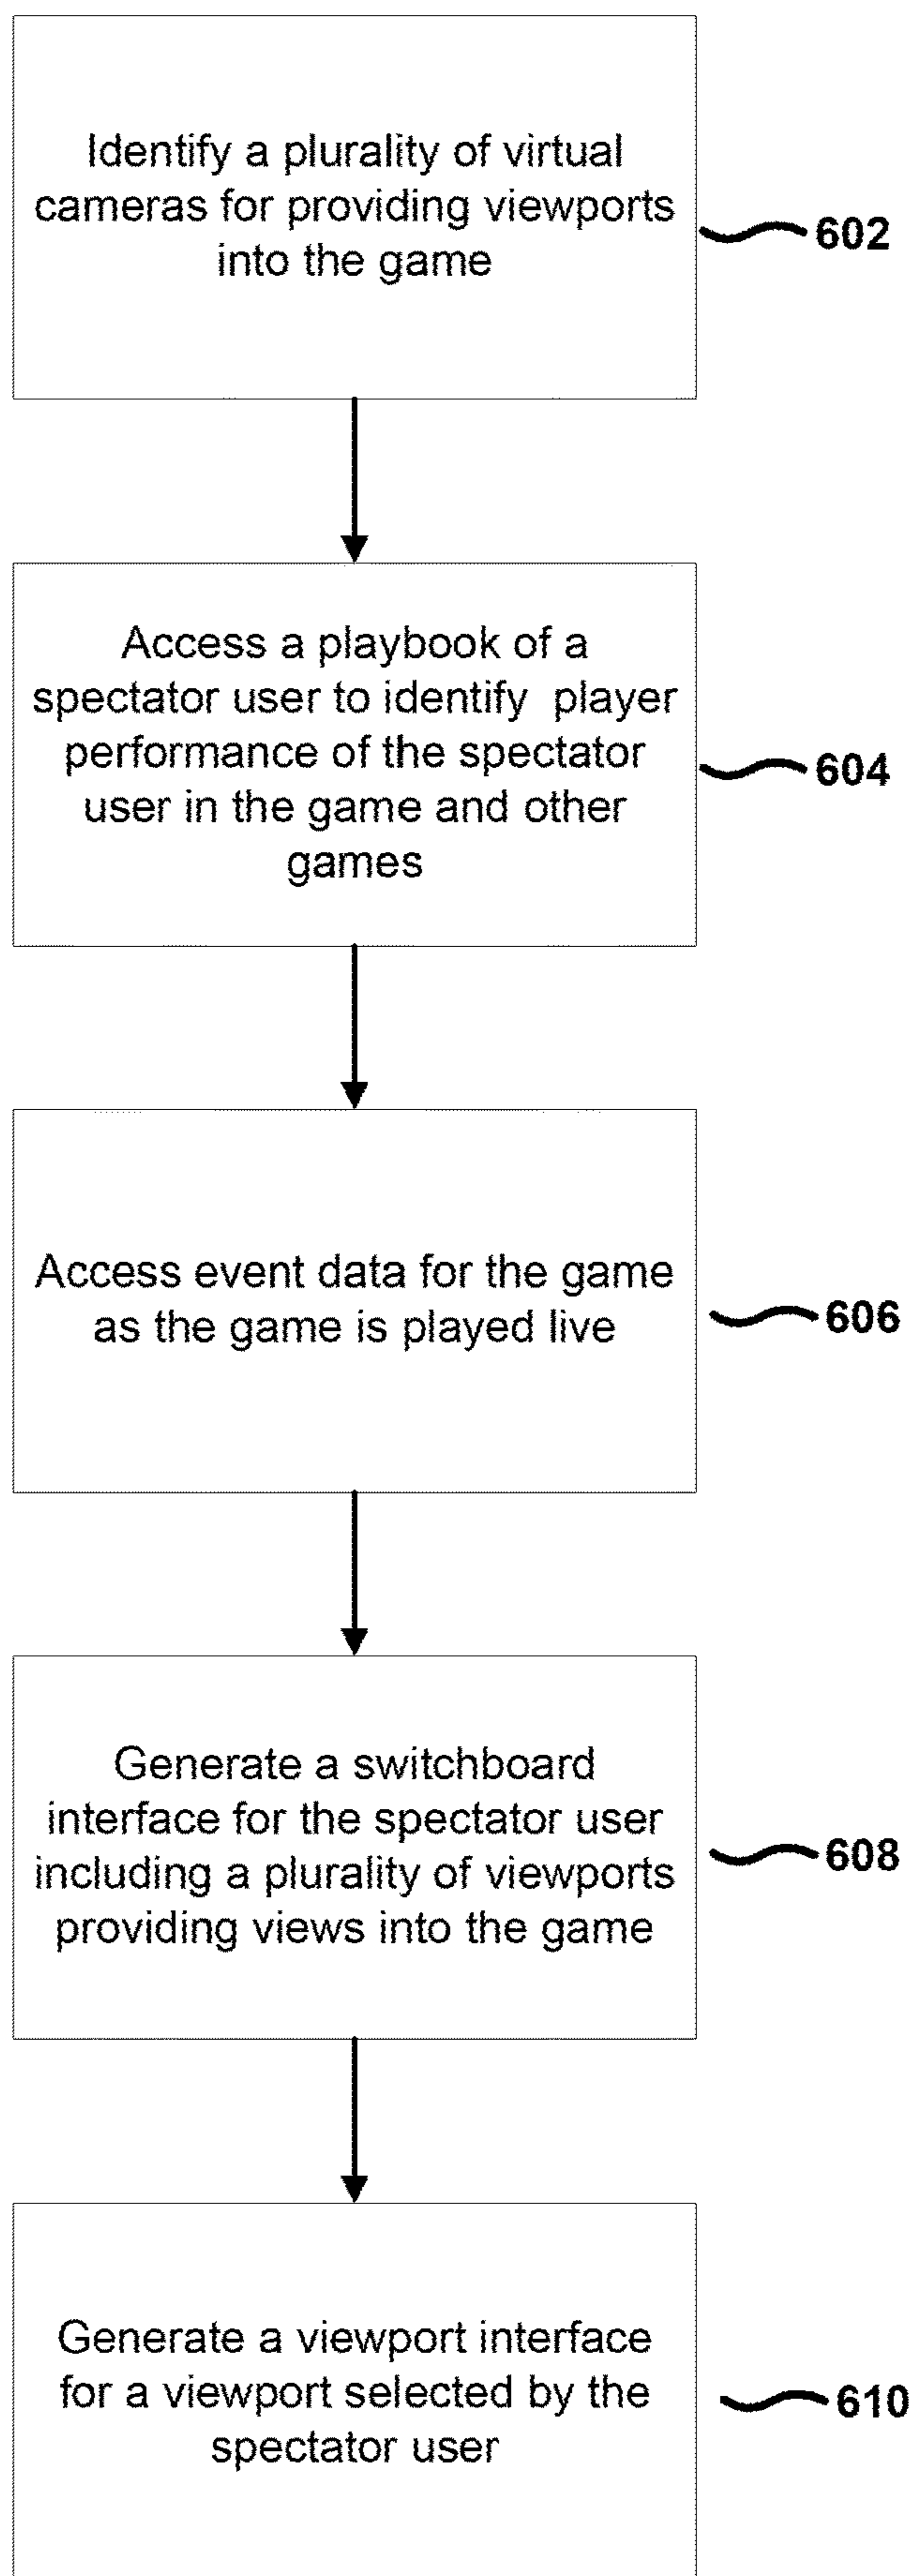 Identify a plurality of virtual
cameras for providing viewports
into the game
602
Access a playbook of a
spectator user to identify player
performance of the spectator
user in the game and other
games
604
Access event data for the game
as the game is played live
606
Generate a switchboard
interface for the spectator user
including a plurality of viewports
providing views into the game
608
Generate a viewport interface
for a viewport selected by the
spectator user
610